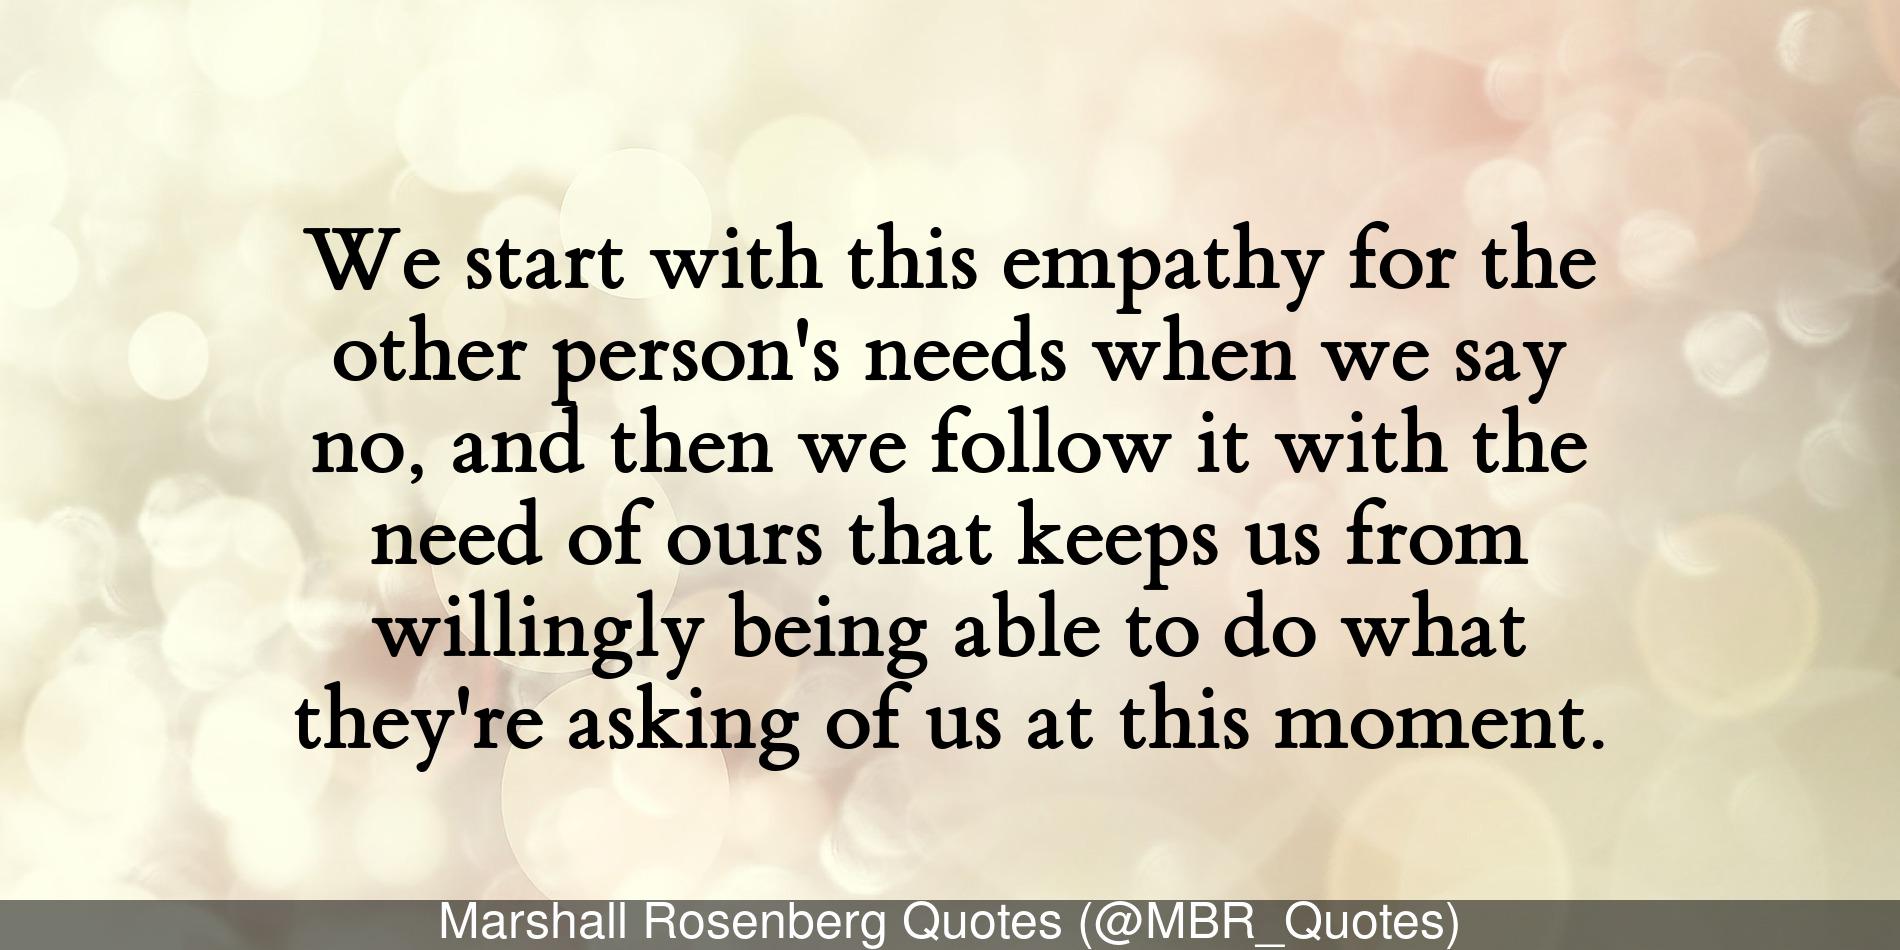 We start with this empathy for the
other person's needs when we say
no, and then we follow it with the
need of ours that keeps us from
willingly being able to do what
they're asking of us at this moment.
Marshall Rosenberg Quotes (@MBR_Quotes)